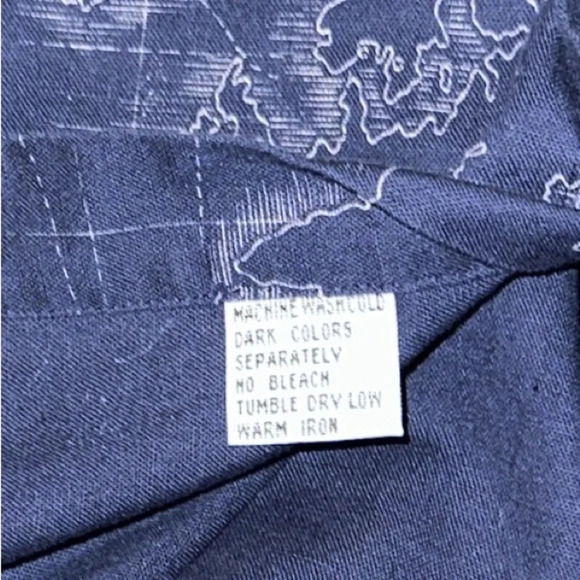 MACHINE WASH COLD
DARK COLORS
SEPARATELY
NO BLEACH
TUMBLE DRY LOW
WARM IRON